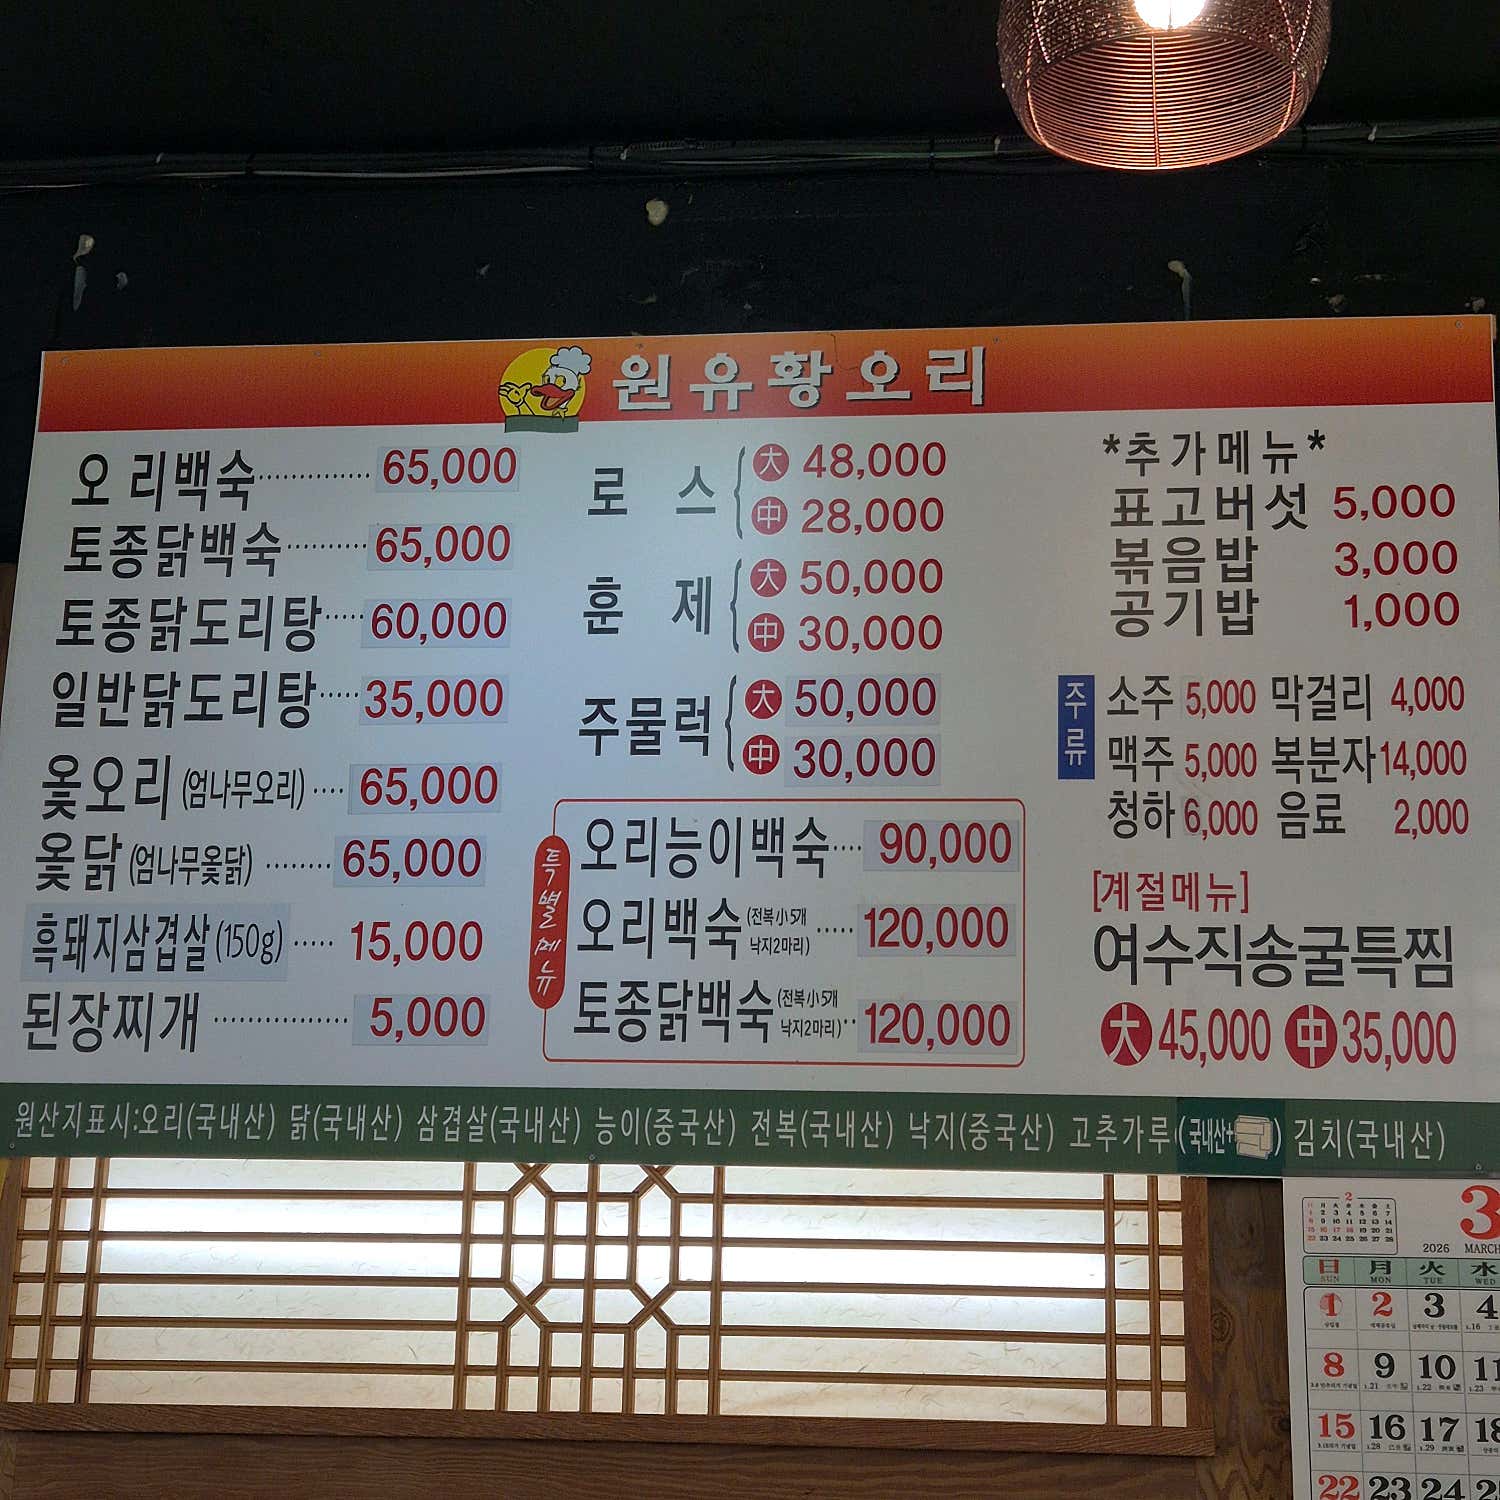 원유황오리
오리백숙 65,000
토종닭백숙 65,000
토종닭도리탕 60,000
일반닭도리탕 35,000
옻오리 (엄나무오리) 65,000
옻닭 (엄나무옻닭) 65,000
흑돼지삼겹살 (150g) 15,000
된장찌개 5,000
로스 大 48,000
中 28,000
훈제 大 50,000
中 30,000
주물럭 大 50,000
中 30,000
특별메뉴
오리능이백숙 90,000
오리백숙 (전복 小 5개 낙지2마리) 120,000
토종닭백숙 (전복 小 5개 낙지2마리) 120,000
*추가메뉴*
표고버섯 5,000
볶음밥 3,000
공기밥 1,000
주류
소주 5,000 막걸리 4,000
맥주 5,000 복분자 14,000
청하 6,000 음료 2,000
[계절메뉴]
여수직송굴특찜
大 45,000 中 35,000
원산지표시:오리(국내산) 닭(국내산) 삼겹살(국내산) 능이(중국산) 전복(국내산) 낙지(중국산) 고추가루(국내산+ ) 김치(국내산)
2
2026 3 MARCH
日 月 火 水
SUN MON TUE WED
1 2 3 4
8 9 10 11
15 16 17 18
22 23 24